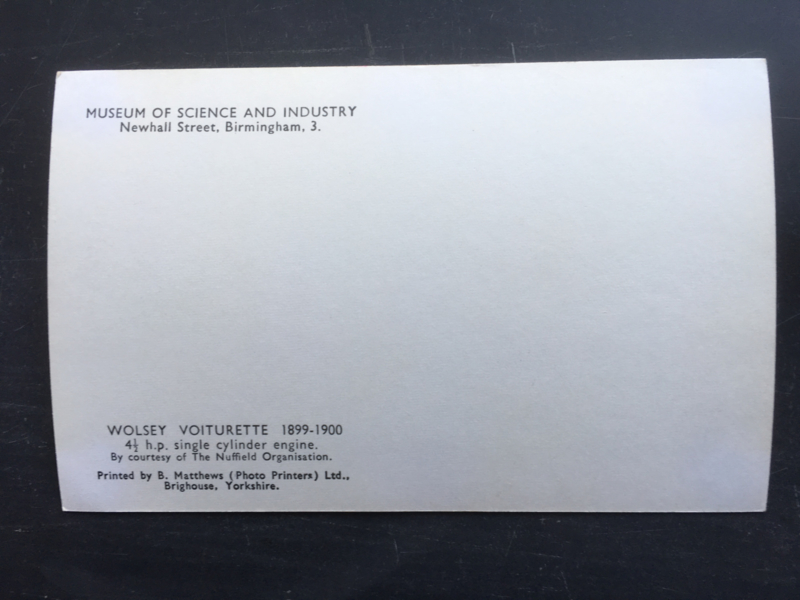 MUSEUM OF SCIENCE AND INDUSTRY
Newhall Street, Birmingham, 3.
WOLSEY VOITURETTE 1899-1900
4½ h.p. single cylinder engine.
By courtesy of The Nuffield Organisation.
Printed by B. Matthews (Photo Printers) Ltd.,
Brighouse, Yorkshire.